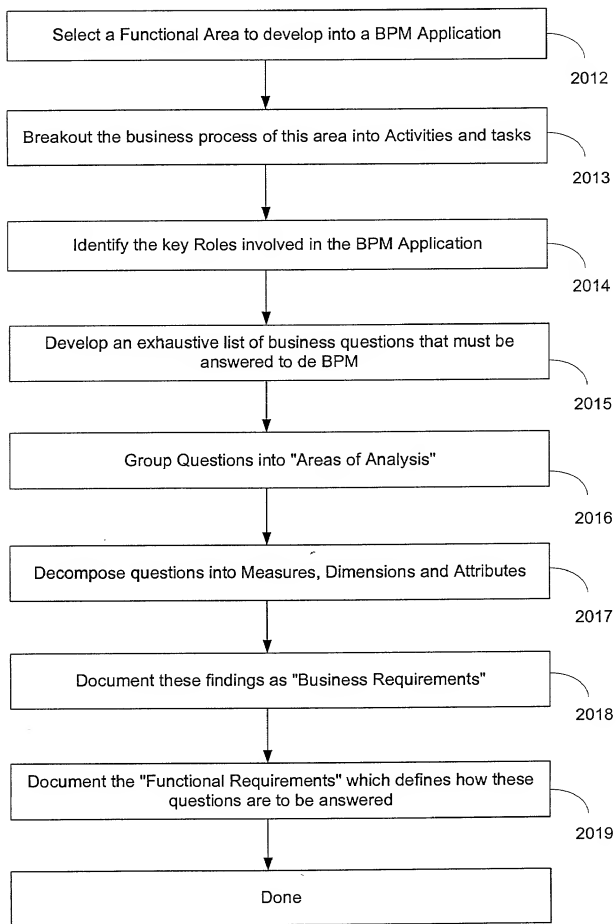 Select a Functional Area to develop into a BPM Application
2012
Breakout the business process of this area into Activities and tasks
2013
Identify the key Roles involved in the BPM Application
2014
Develop an exhaustive list of business questions that must be
answered to de BPM
2015
Group Questions into "Areas of Analysis"
2016
Decompose questions into Measures, Dimensions and Attributes
2017
Document these findings as "Business Requirements"
2018
Document the "Functional Requirements" which defines how these
questions are to be answered
2019
Done